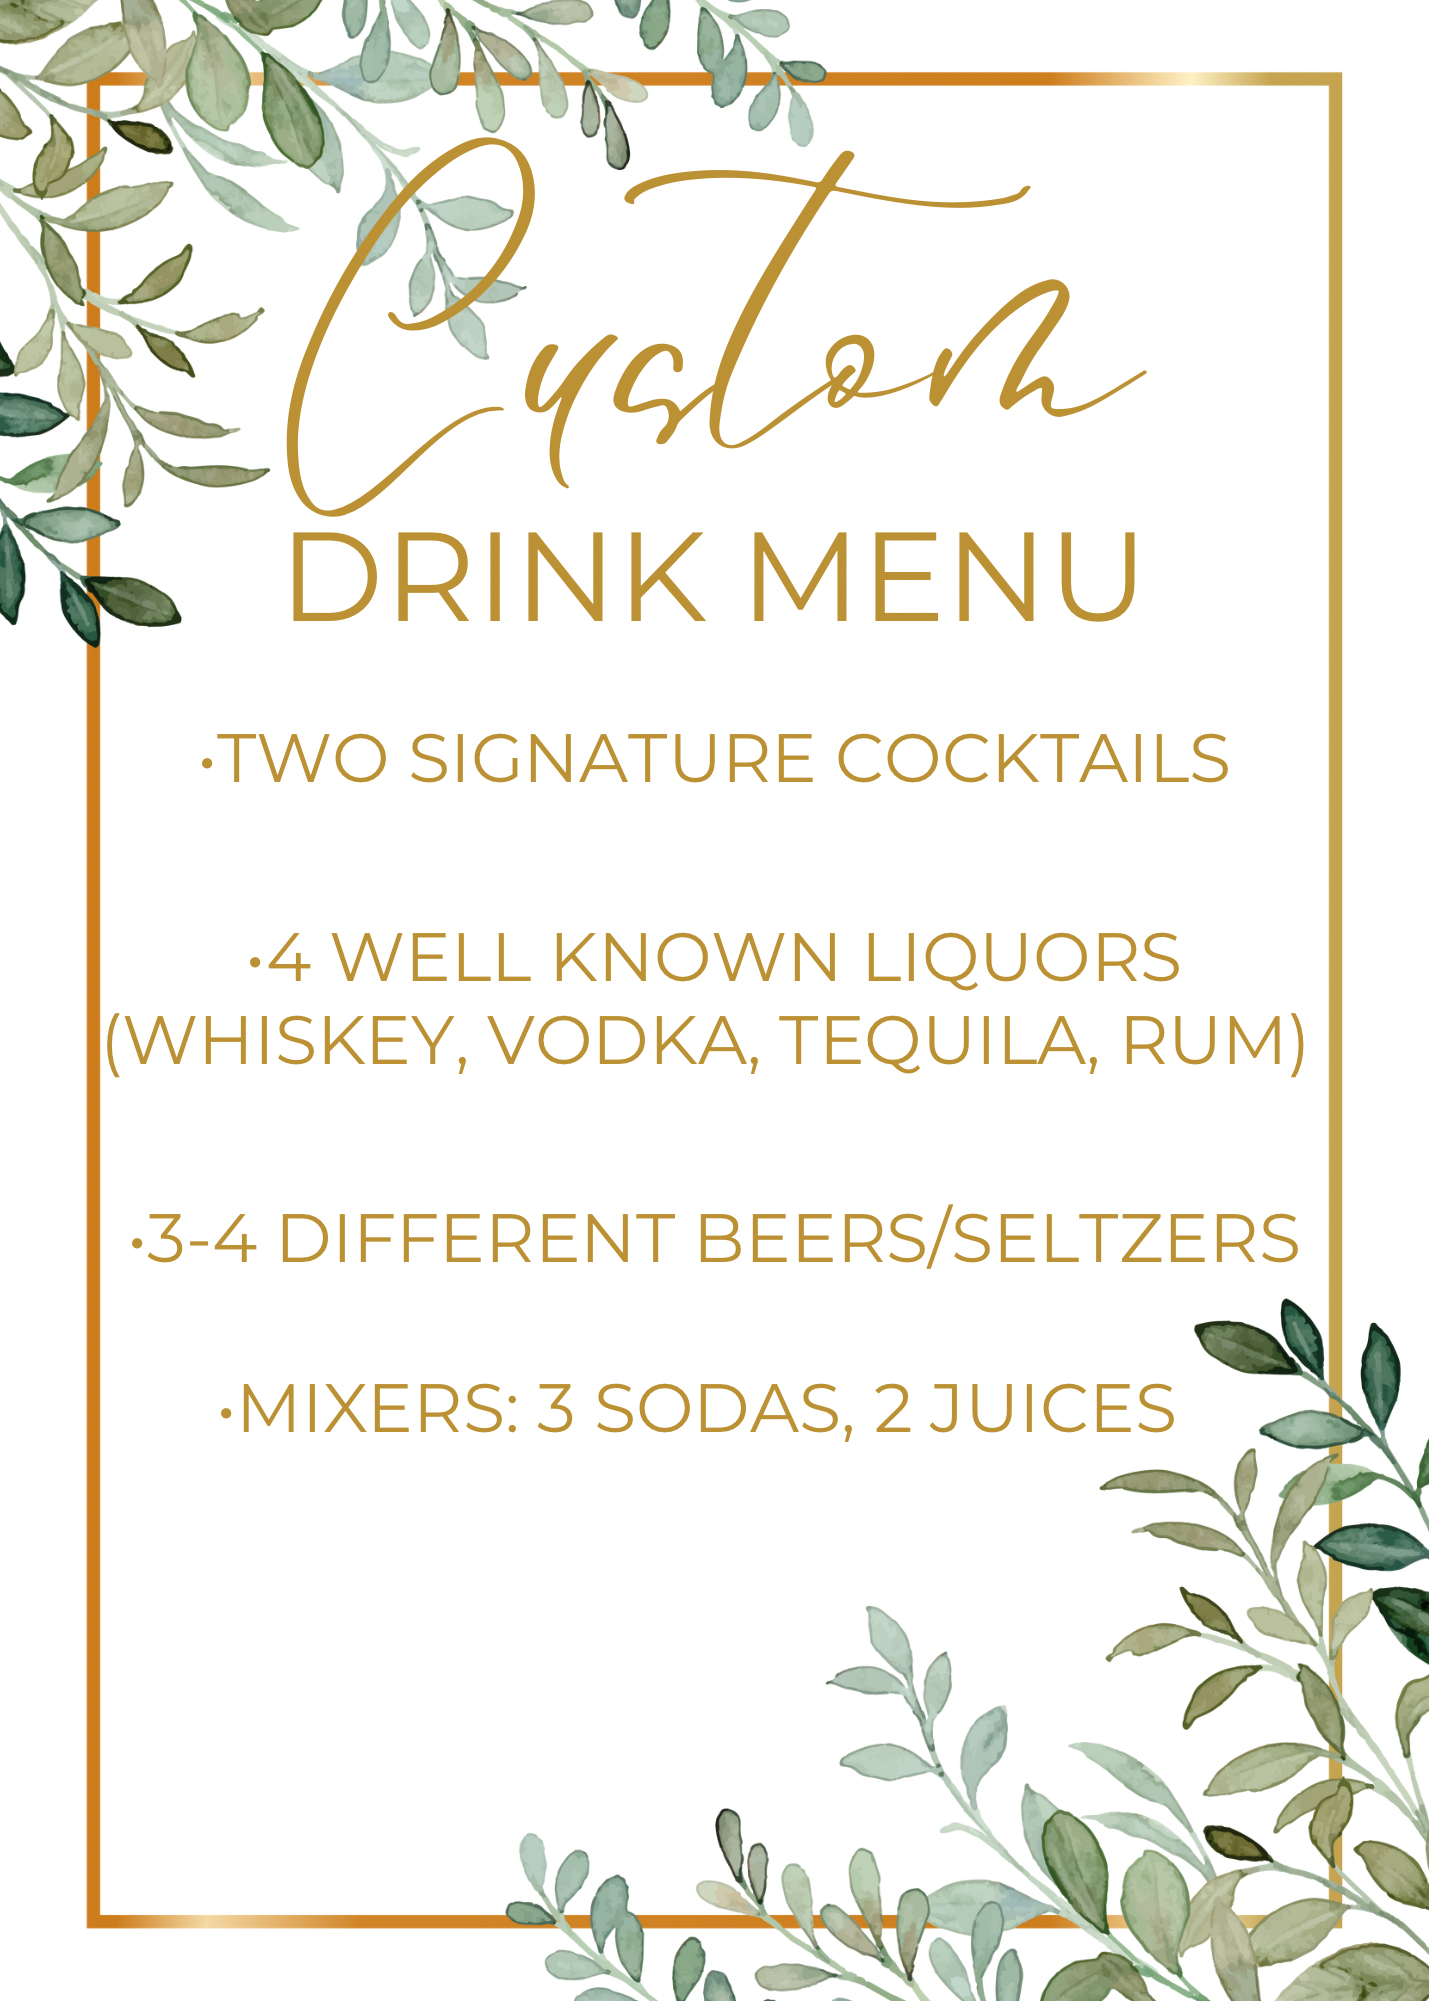 Custom
DRINK MENU
•TWO SIGNATURE COCKTAILS
•4 WELL KNOWN LIQUORS
(WHISKEY, VODKA, TEQUILA, RUM)
•3-4 DIFFERENT BEERS/SELTZERS
•MIXERS: 3 SODAS, 2 JUICES